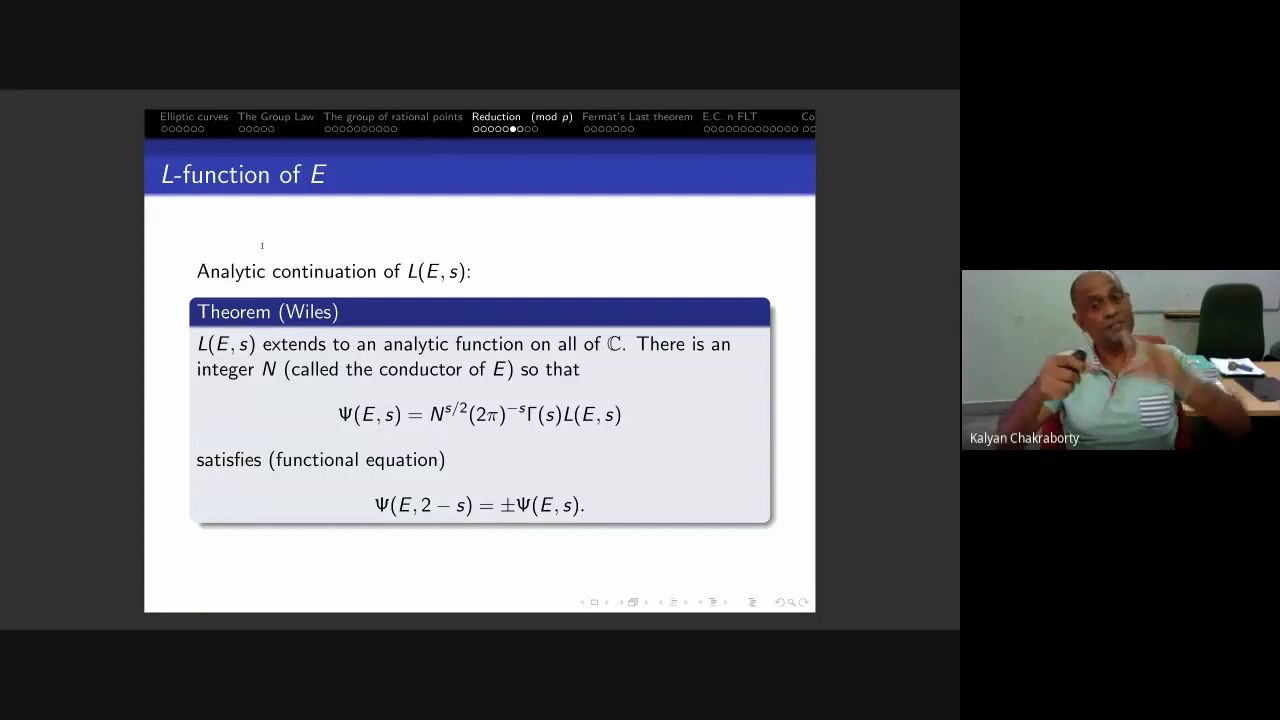 Elliptic curves The Group Law The group of rational points Reduction (mod p) Fermat's Last theorem E.C. n FLT Co
L-function of E
Analytic continuation of L(E, s):
Theorem (Wiles)
L(E, s) extends to an analytic function on all of ℂ. There is an
integer N (called the conductor of E) so that
Ψ(E, s) = N^{s/2}(2π)^{−s}Γ(s)L(E, s)
satisfies (functional equation)
Ψ(E, 2 − s) = ±Ψ(E, s).
Kalyan Chakraborty